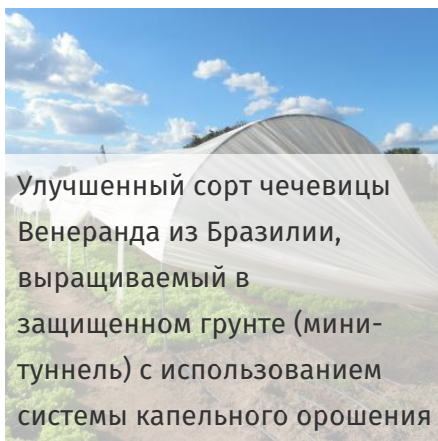 Улучшенный сорт чечевицы
Венеранда из Бразилии,
выращиваемый в
защищенном грунте (мини-
туннель) с использованием
системы капельного орошения